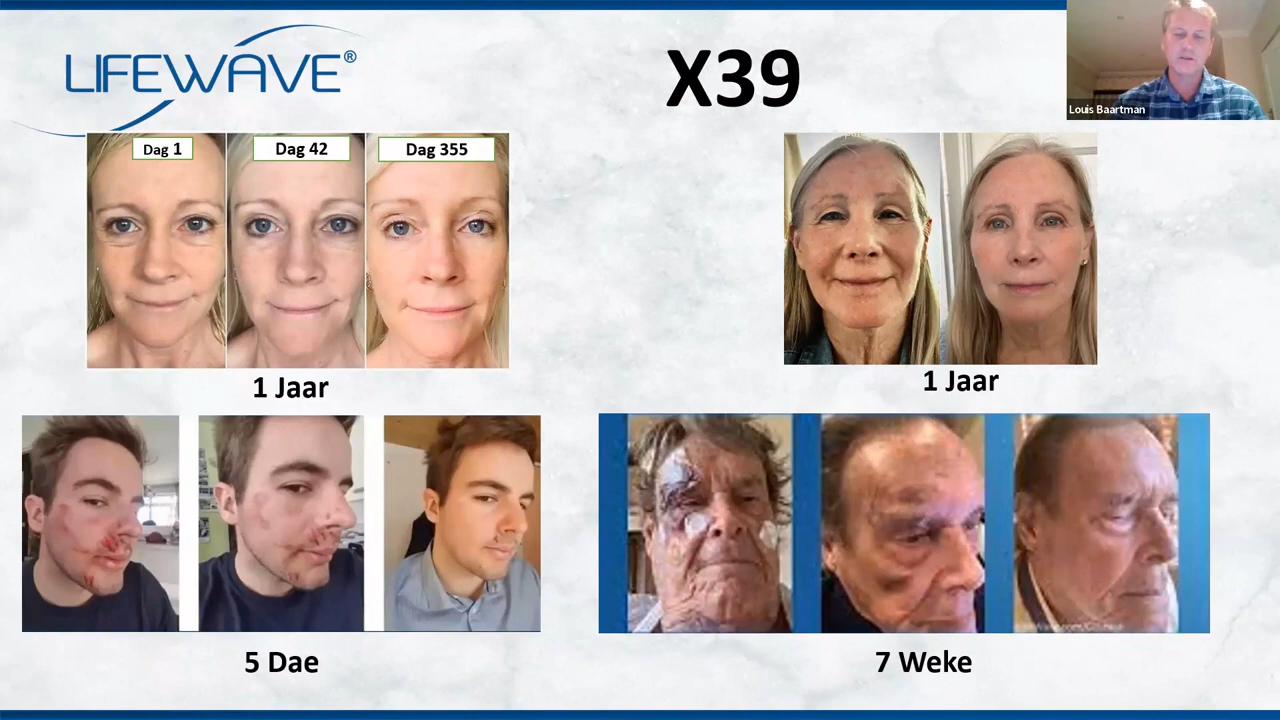 LIFEWAVE®
X39
Louis Baartman
Dag 1
Dag 42
Dag 355
1 Jaar
1 Jaar
5 Dae
7 Weke